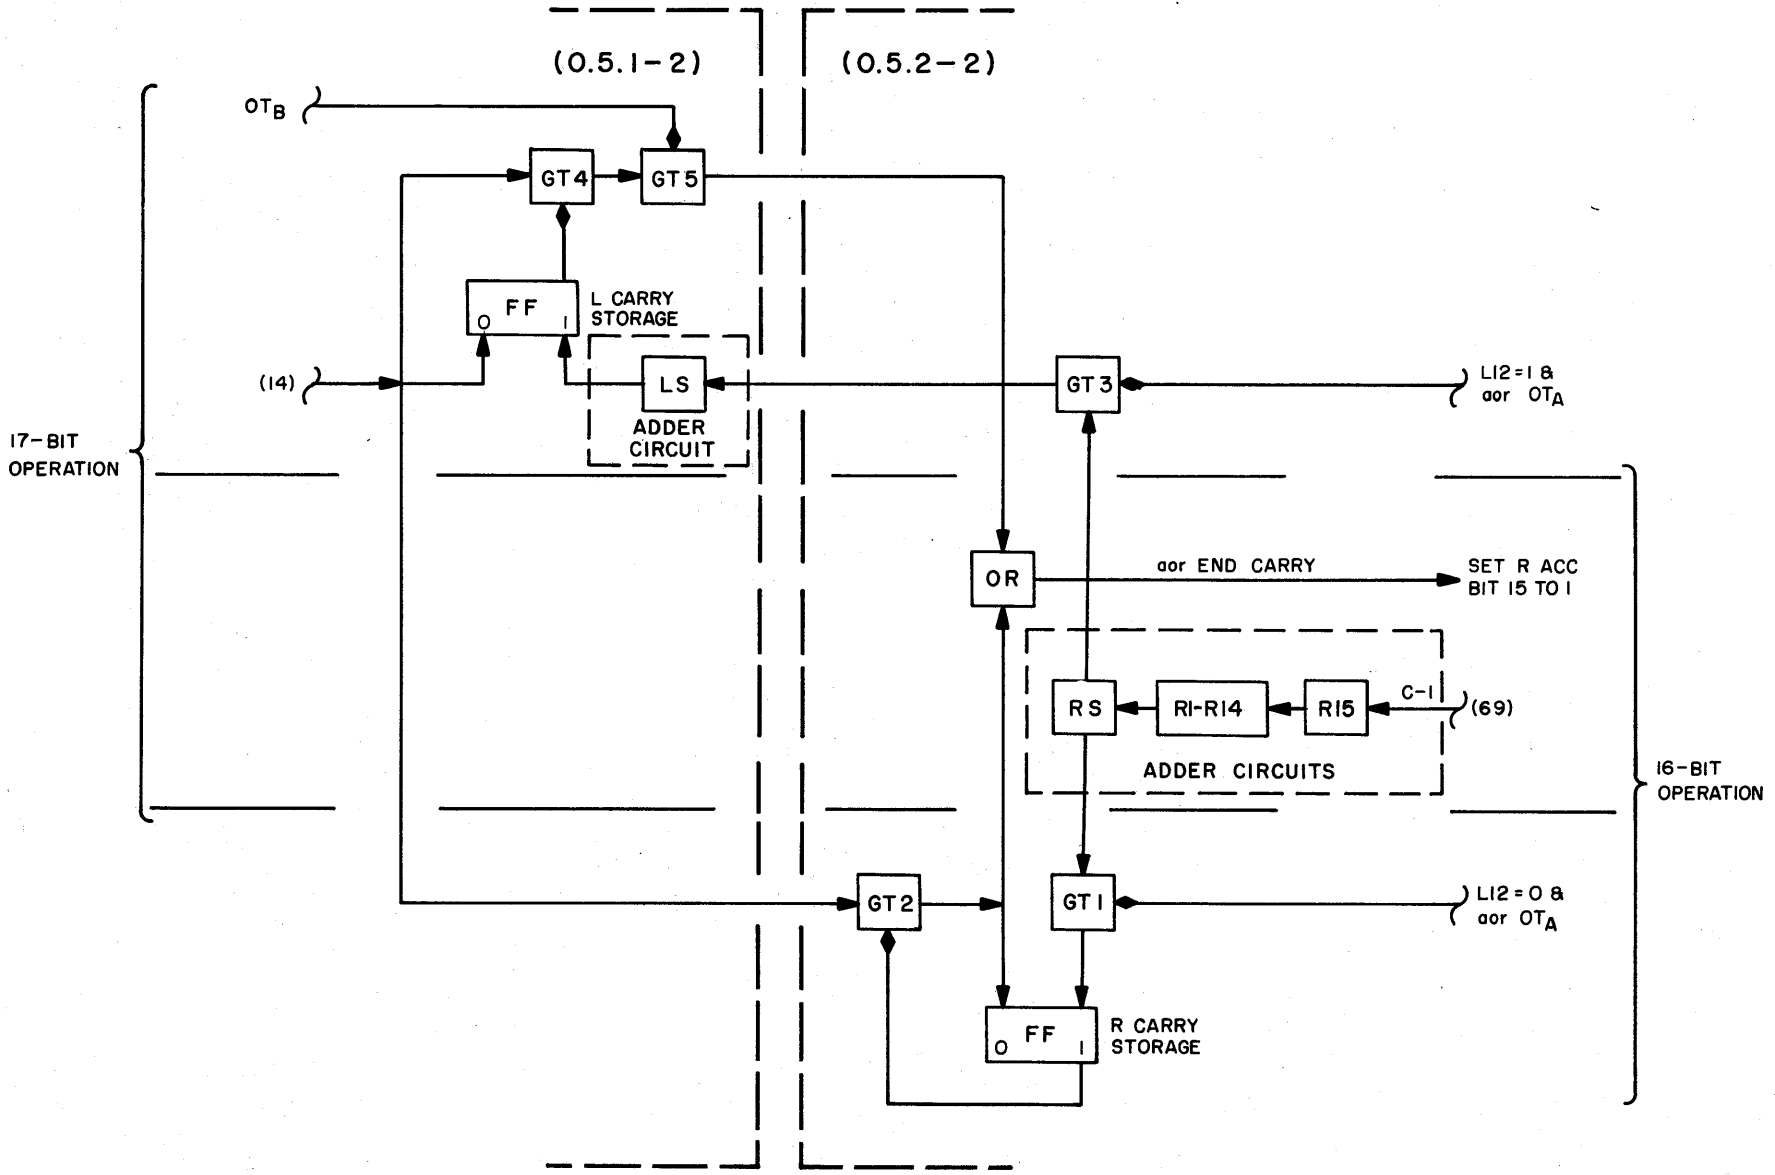 (0.5.1-2)
(0.5.2-2)
OTB
GT4
GT5
FF
0 1
L CARRY
STORAGE
(14)
LS
ADDER
CIRCUIT
GT3
L12=1 &
aor OTA
17-BIT
OPERATION
OR
aor END CARRY
SET R ACC
BIT 15 TO 1
RS
R1-R14
R15
C-1
(69)
ADDER CIRCUITS
16-BIT
OPERATION
GT2
GT1
L12=0 &
aor OTA
FF
0 1
R CARRY
STORAGE